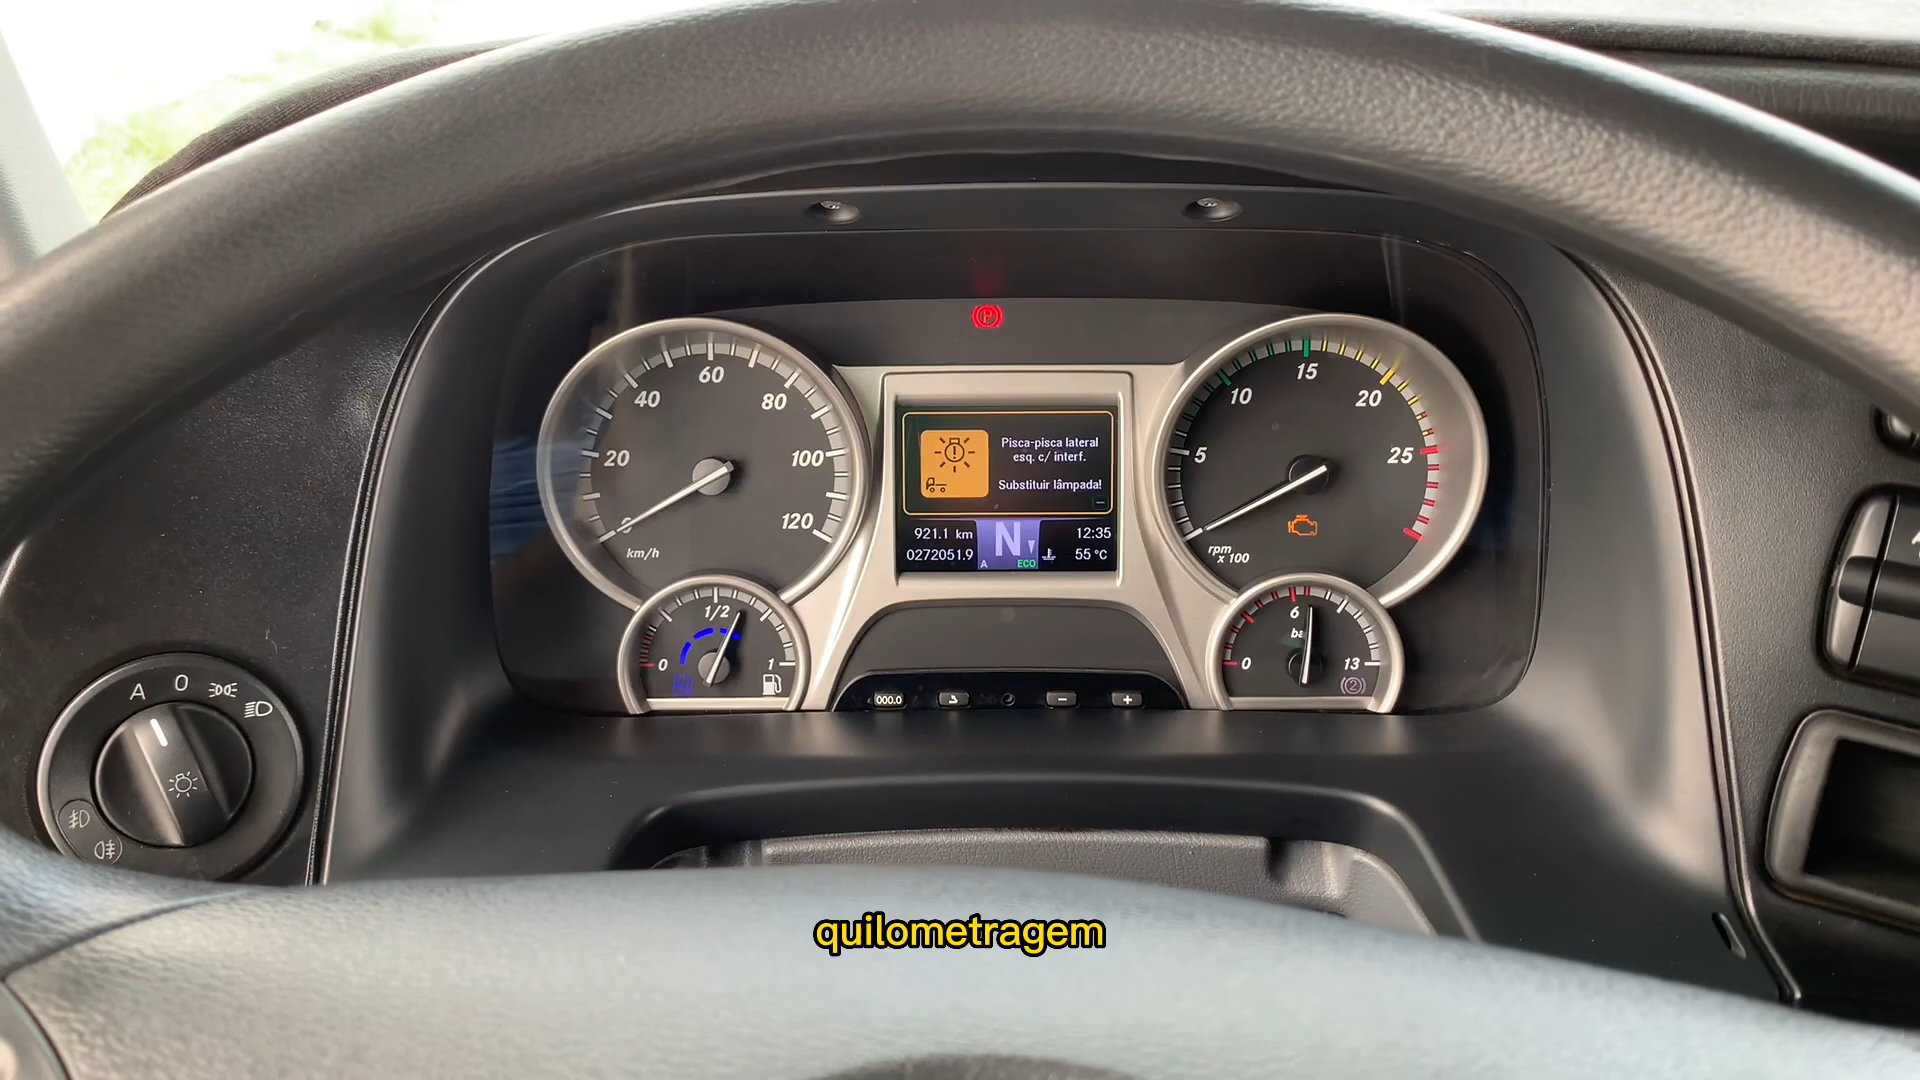 60
40
80
20
100
0
120
km/h
P
Pisca-pisca lateral
esq. c/ interf.
Substituir lâmpada!
921.1 km
N
12:35
0272051.9
A
ECO
55 °C
15
10
20
5
25
rpm
x 100
1/2
0
1
6
0
13
2
000.0
−
+
A
O
quilometragem